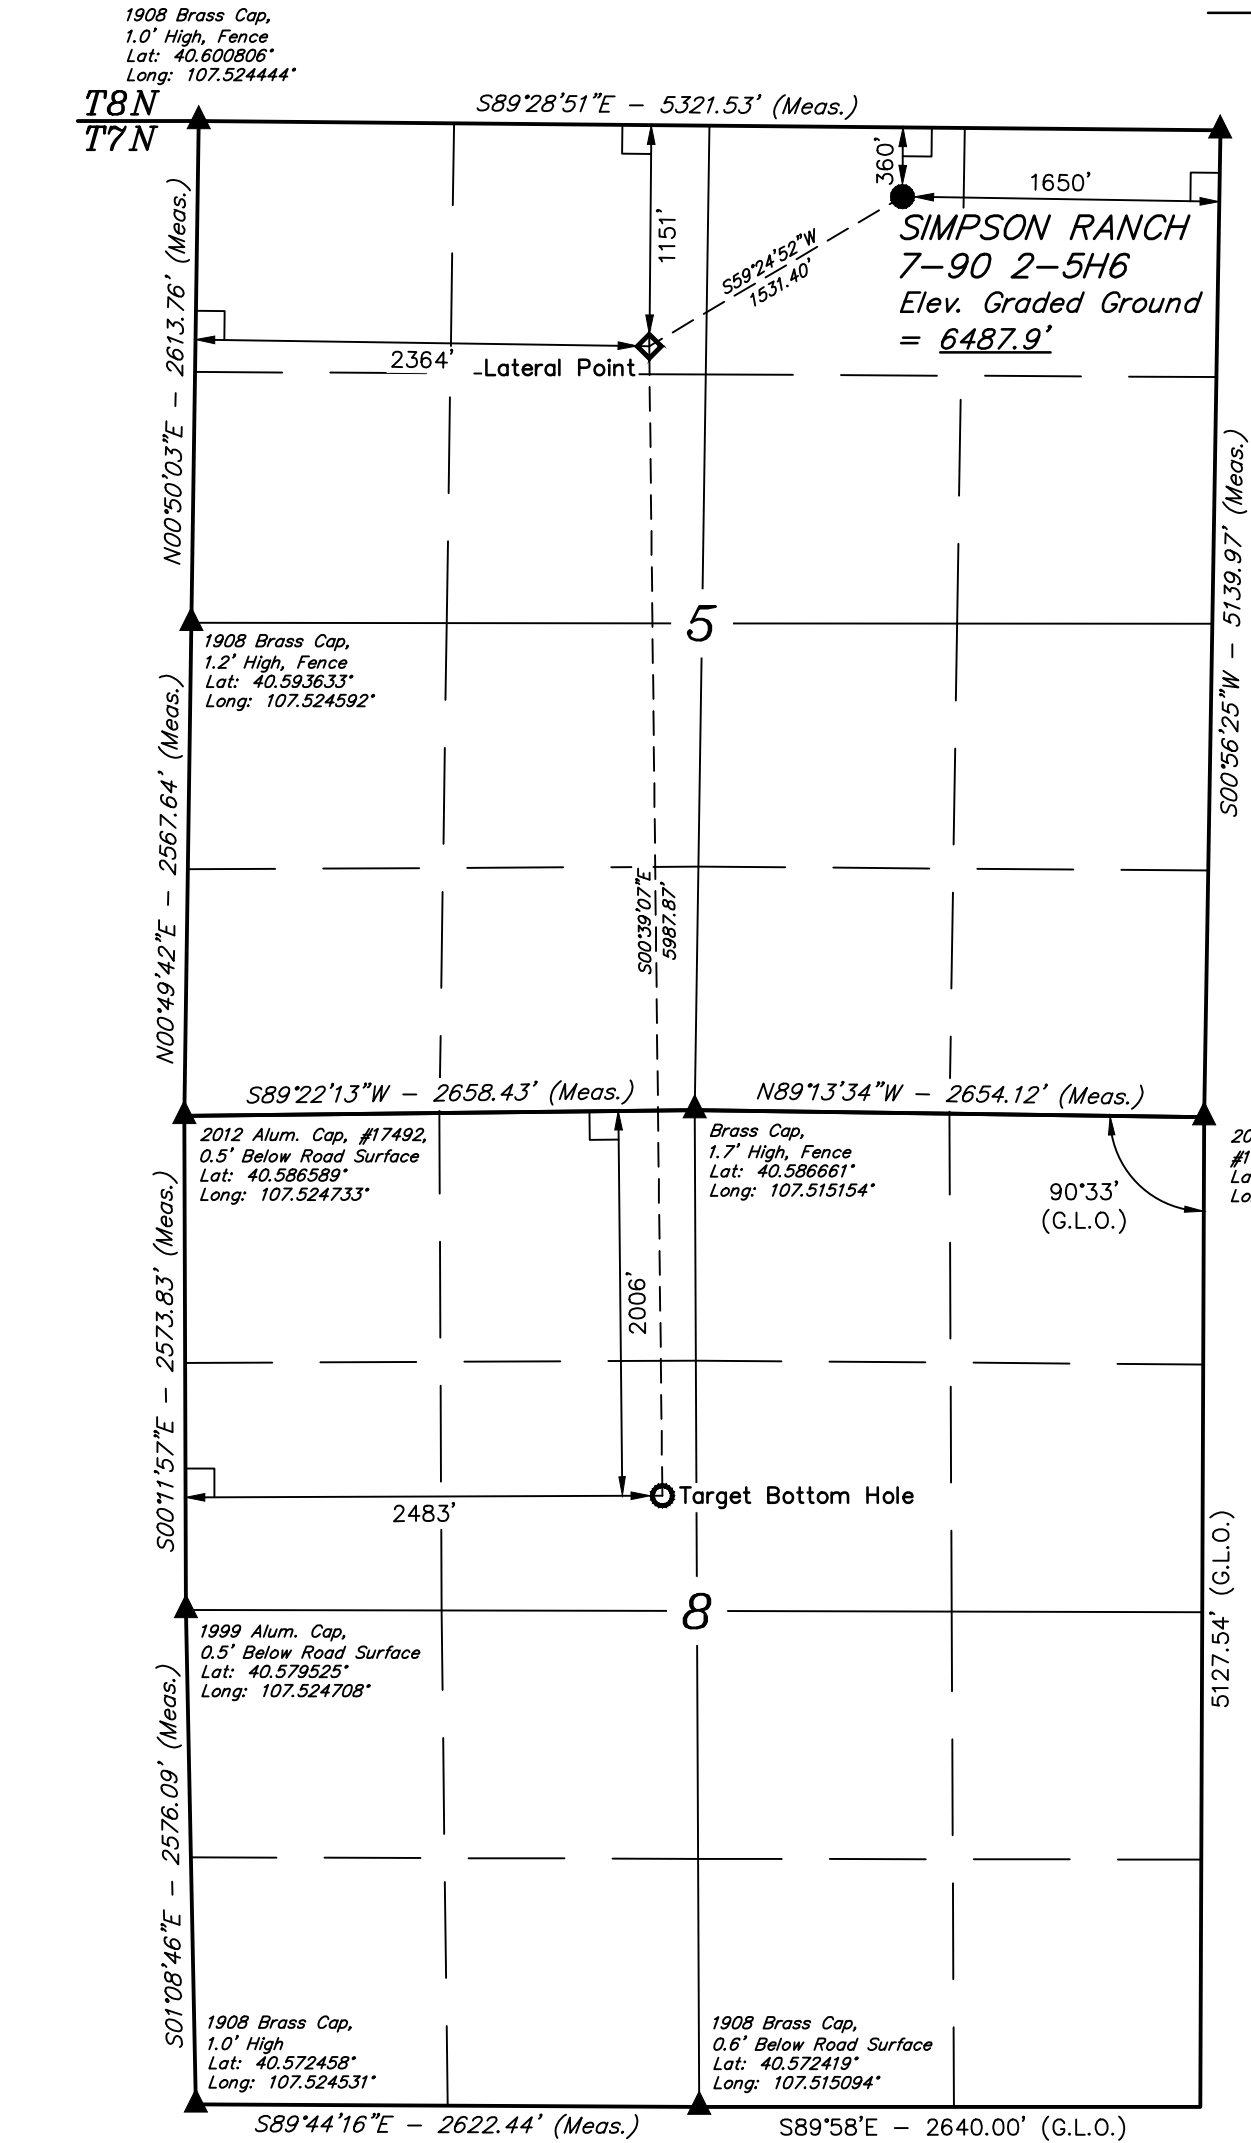 1908 Brass Cap,
1.0' High, Fence
Lat: 40.600806°
Long: 107.524444°
T8N
T7N
S89°28'51"E - 5321.53' (Meas.)
360'
1650'
1151'
SIMPSON RANCH
7-90 2-5H6
Elev. Graded Ground
= 6487.9'
S59°24'52"W
1531.40'
2364'
Lateral Point
N00°50'03"E - 2613.76' (Meas.)
S00°56'25"W - 5139.97' (Meas.)
5
1908 Brass Cap,
1.2' High, Fence
Lat: 40.593633°
Long: 107.524592°
N00°49'42"E - 2567.64' (Meas.)
S00°39'07"E
5987.87'
S89°22'13"W - 2658.43' (Meas.)
N89°13'34"W - 2654.12' (Meas.)
2012 Alum. Cap, #17492,
0.5' Below Road Surface
Lat: 40.586589°
Long: 107.524733°
Brass Cap,
1.7' High, Fence
Lat: 40.586661°
Long: 107.515154°
90°33'
(G.L.O.)
2006'
S00°11'57"E - 2573.83' (Meas.)
2483'
Target Bottom Hole
5127.54' (G.L.O.)
8
1999 Alum. Cap,
0.5' Below Road Surface
Lat: 40.579525°
Long: 107.524708°
S01°08'46"E - 2576.09' (Meas.)
1908 Brass Cap,
1.0' High
Lat: 40.572458°
Long: 107.524531°
1908 Brass Cap,
0.6' Below Road Surface
Lat: 40.572419°
Long: 107.515094°
S89°44'16"E - 2622.44' (Meas.)
S89°58'E - 2640.00' (G.L.O.)